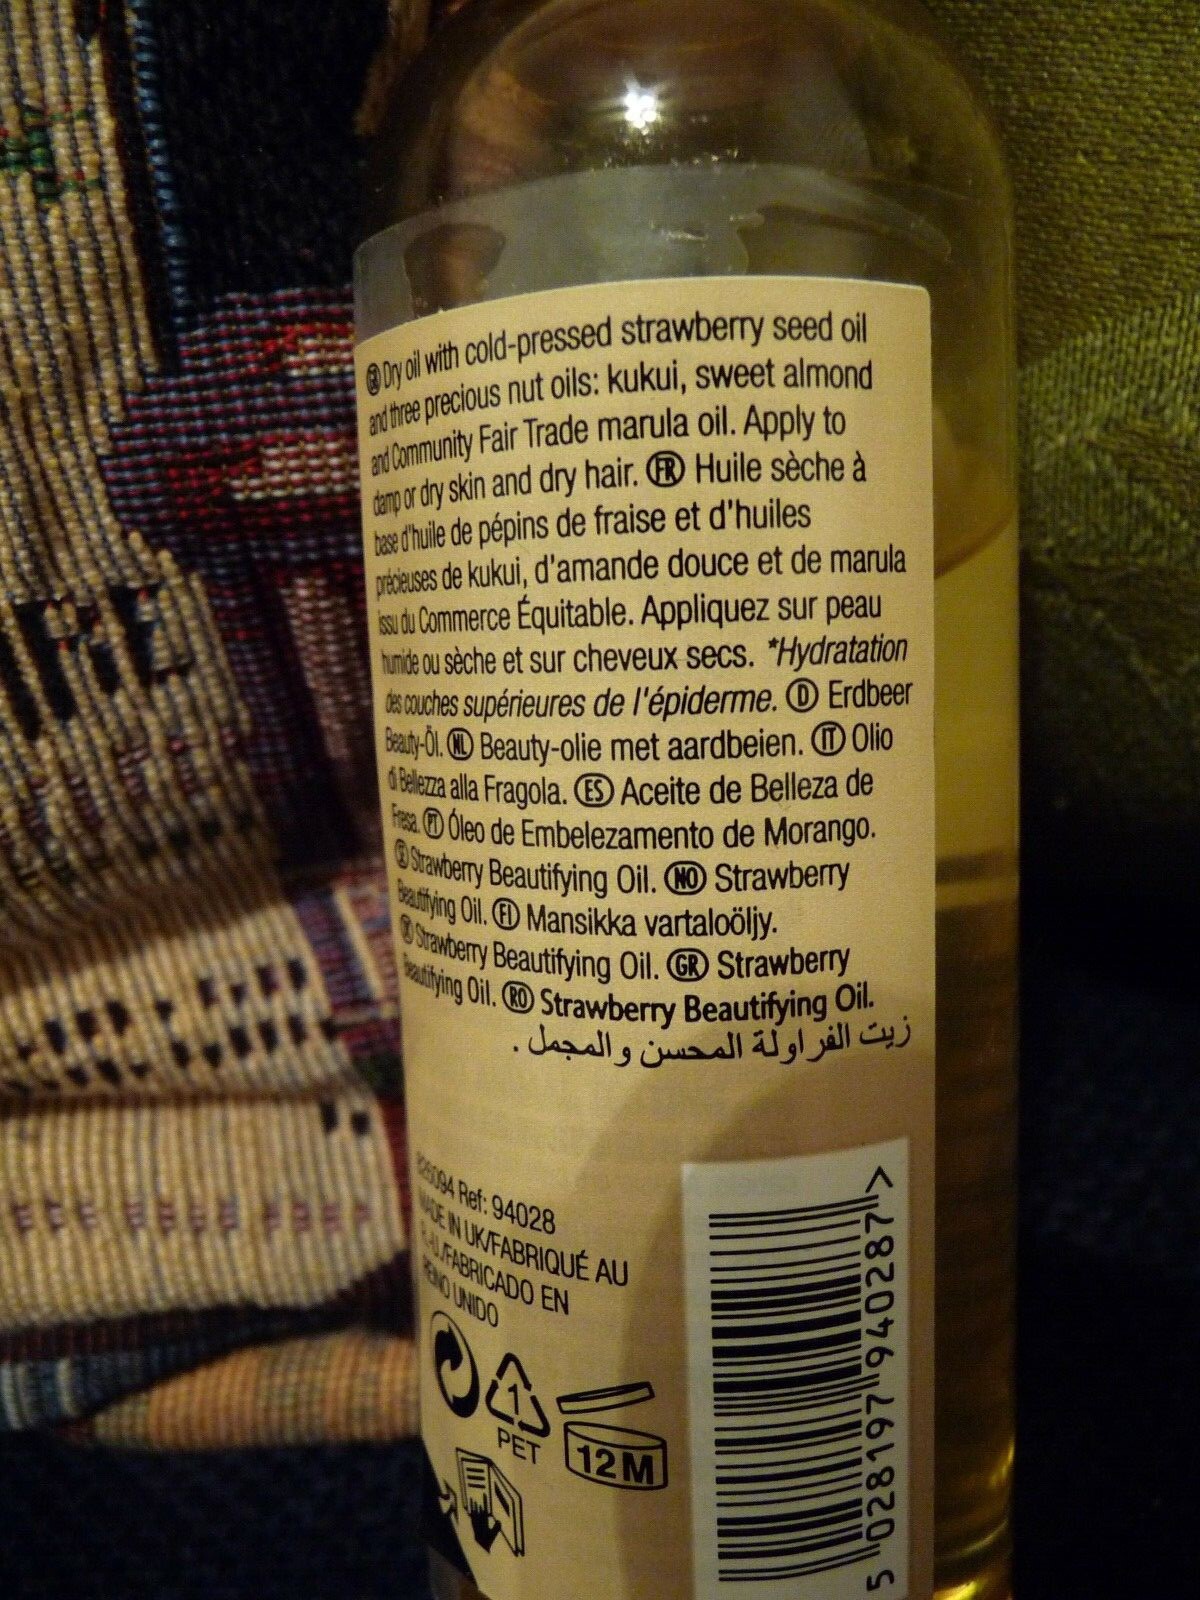 GB Dry oil with cold-pressed strawberry seed oil
and three precious nut oils: kukui, sweet almond
and Community Fair Trade marula oil. Apply to
damp or dry skin and dry hair. FR Huile sèche à
base d'huile de pépins de fraise et d'huiles
précieuses de kukui, d'amande douce et de marula
issu du Commerce Équitable. Appliquez sur peau
humide ou sèche et sur cheveux secs. *Hydratation
des couches supérieures de l'épiderme. D Erdbeer
Beauty-Öl. NL Beauty-olie met aardbeien. IT Olio
di Bellezza alla Fragola. ES Aceite de Belleza de
Fresa. PT Óleo de Embelezamento de Morango.
S Strawberry Beautifying Oil. NO Strawberry
Beautifying Oil. FI Mansikka vartaloöljy.
Strawberry Beautifying Oil. GR Strawberry
Beautifying Oil. RO Strawberry Beautifying Oil.
زيت الفراولة المحسن و المجمل .
Ref: 94028
MADE IN UK/FABRIQUÉ AU
R.-U./FABRICADO EN
REINO UNIDO
1
PET
12M
5 028197 940287 >